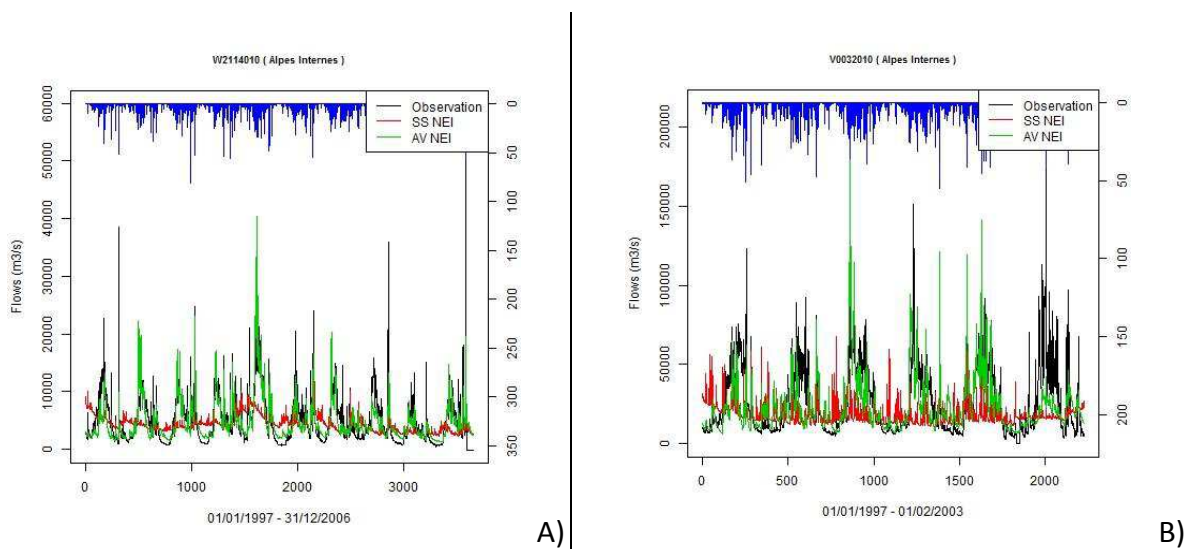 W2114010 ( Alpes Internes )
Observation
SS NEI
AV NEI
Flows (m3/s)
60000
50000
40000
30000
20000
10000
0
0
50
100
150
200
250
300
350
0
1000
2000
3000
01/01/1997 - 31/12/2006
A)
V0032010 ( Alpes Internes )
Observation
SS NEI
AV NEI
Flows (m3/s)
200000
150000
100000
50000
0
0
50
100
150
200
0
500
1000
1500
2000
01/01/1997 - 01/02/2003
B)